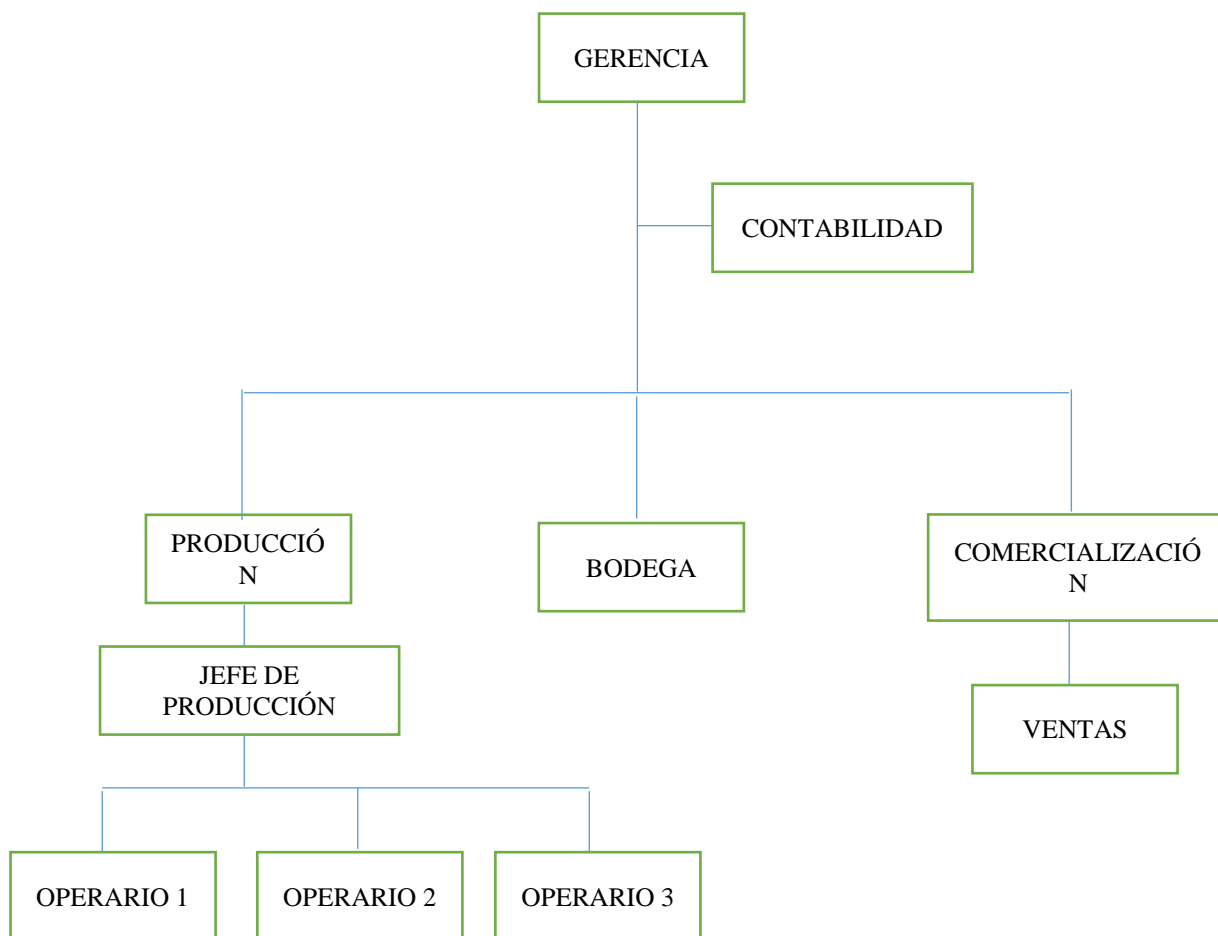 GERENCIA
CONTABILIDAD
PRODUCCIÓ
N
BODEGA
COMERCIALIZACIÓ
N
JEFE DE
PRODUCCIÓN
VENTAS
OPERARIO 1
OPERARIO 2
OPERARIO 3